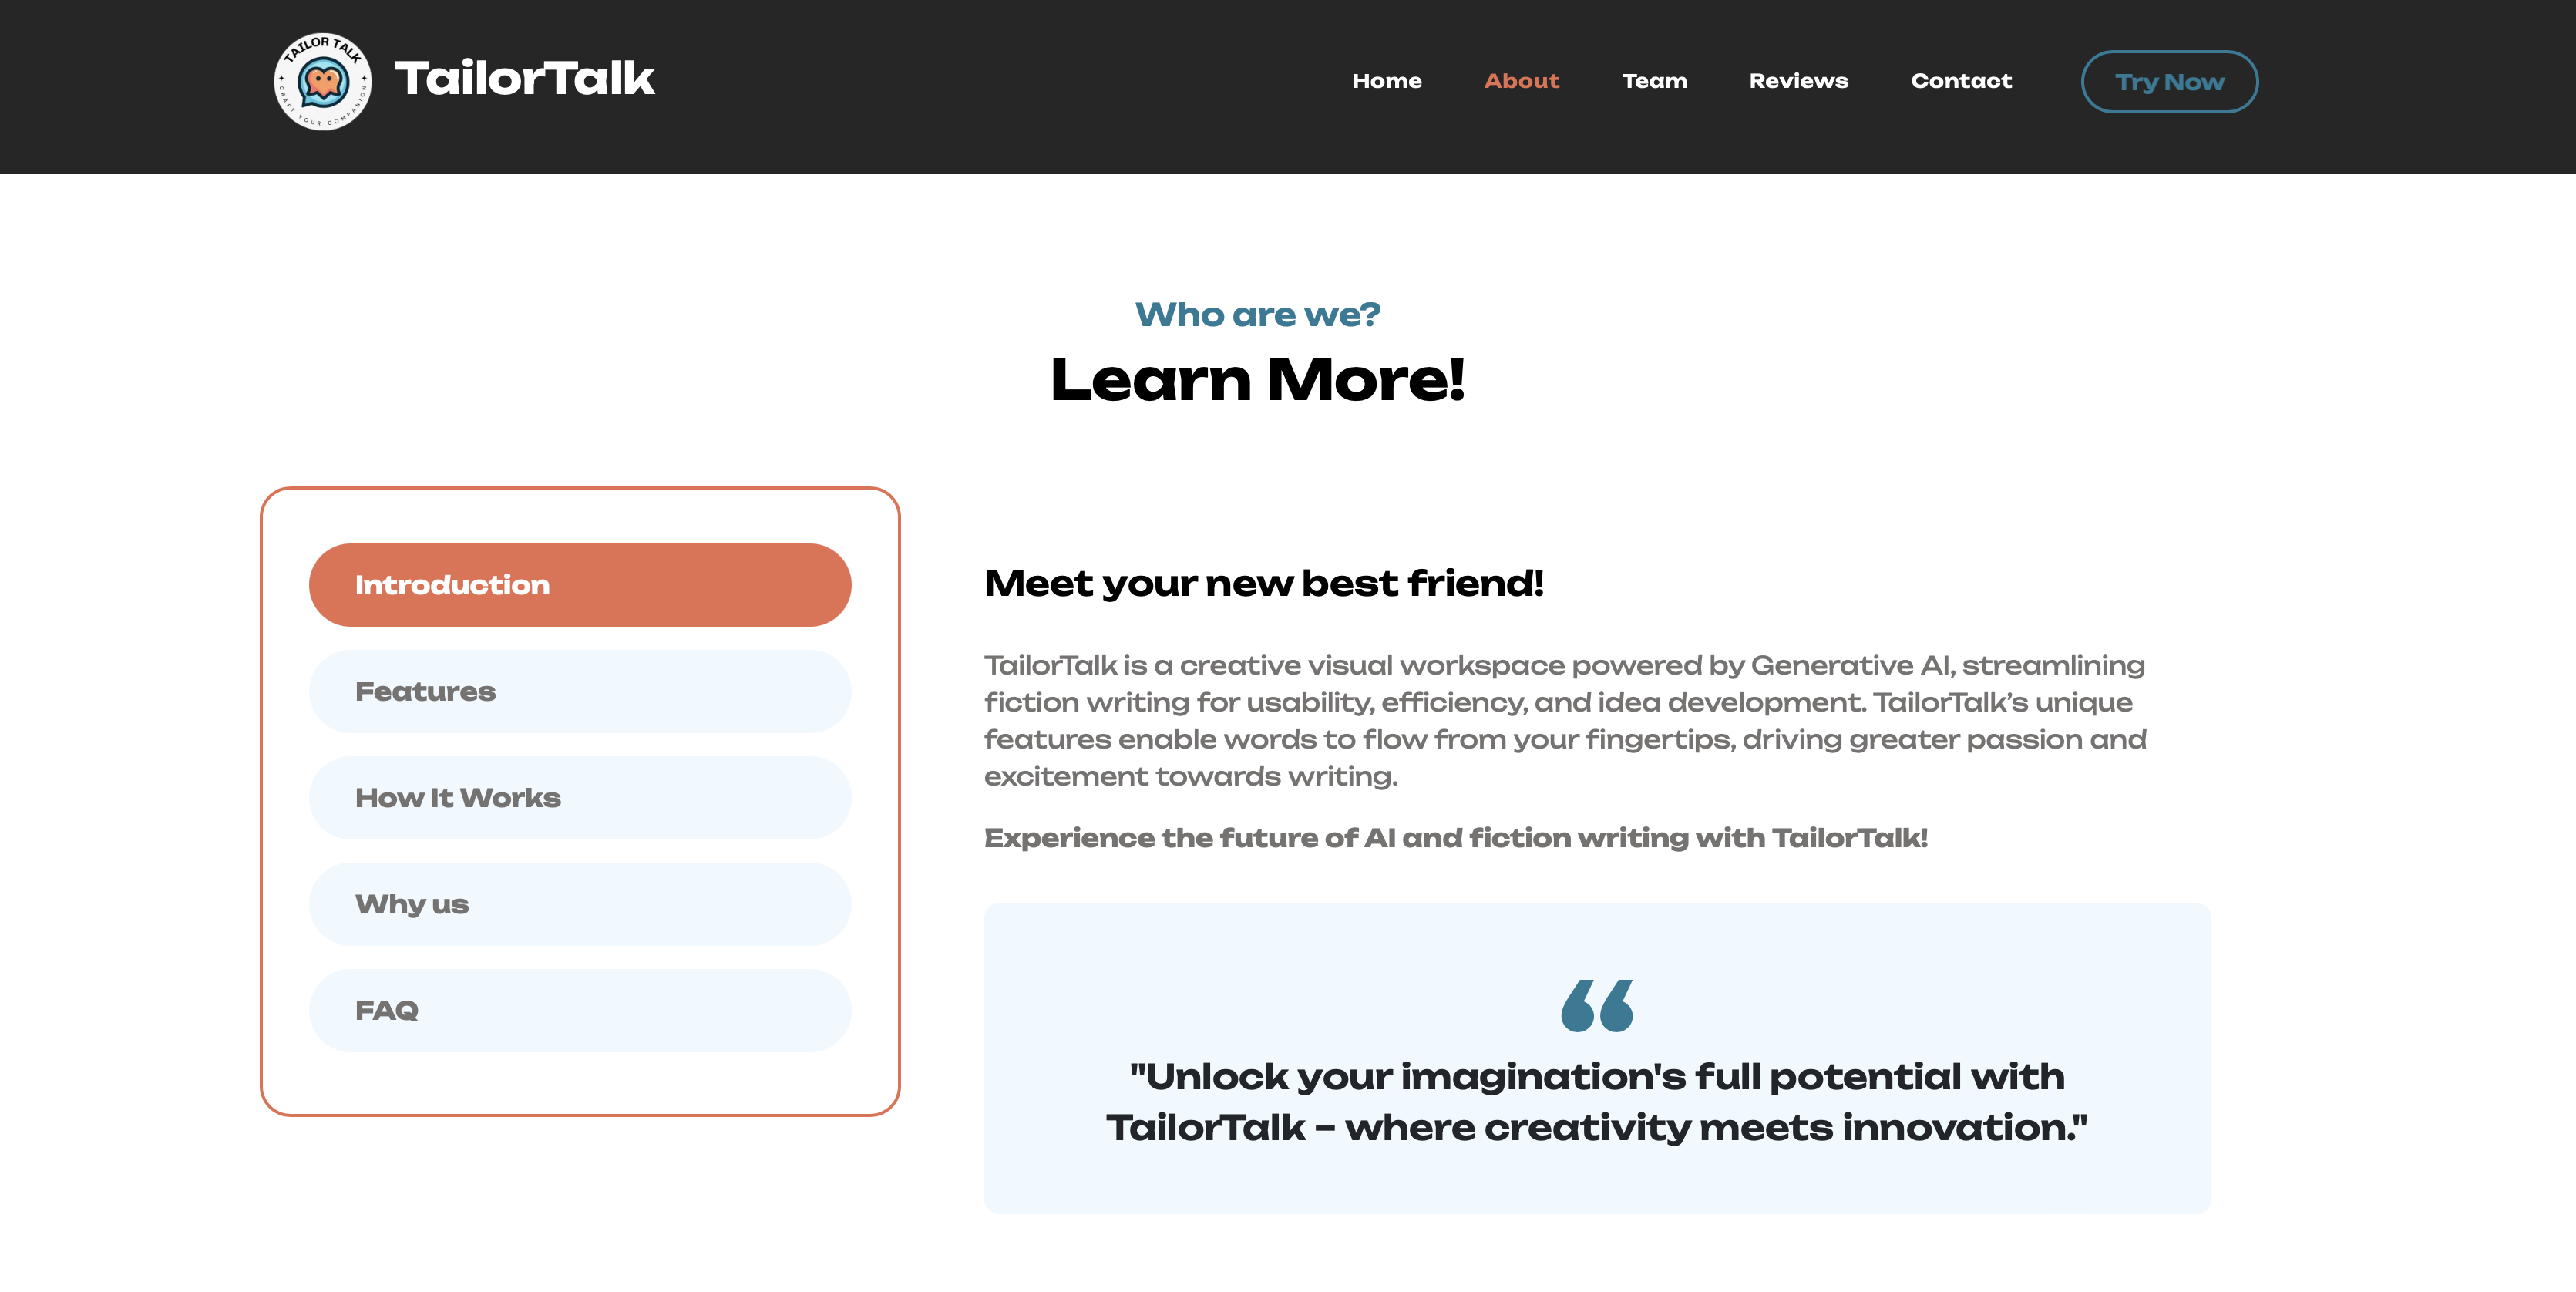 TAILOR TALK
CRAFT YOUR COMPANION
TailorTalk
Home
About
Team
Reviews
Contact
Try Now
Who are we?
Learn More!
Introduction
Features
How It Works
Why us
FAQ
Meet your new best friend!
TailorTalk is a creative visual workspace powered by Generative AI, streamlining
fiction writing for usability, efficiency, and idea development. TailorTalk’s unique
features enable words to flow from your fingertips, driving greater passion and
excitement towards writing.
Experience the future of AI and fiction writing with TailorTalk!
“
"Unlock your imagination's full potential with
TailorTalk – where creativity meets innovation."